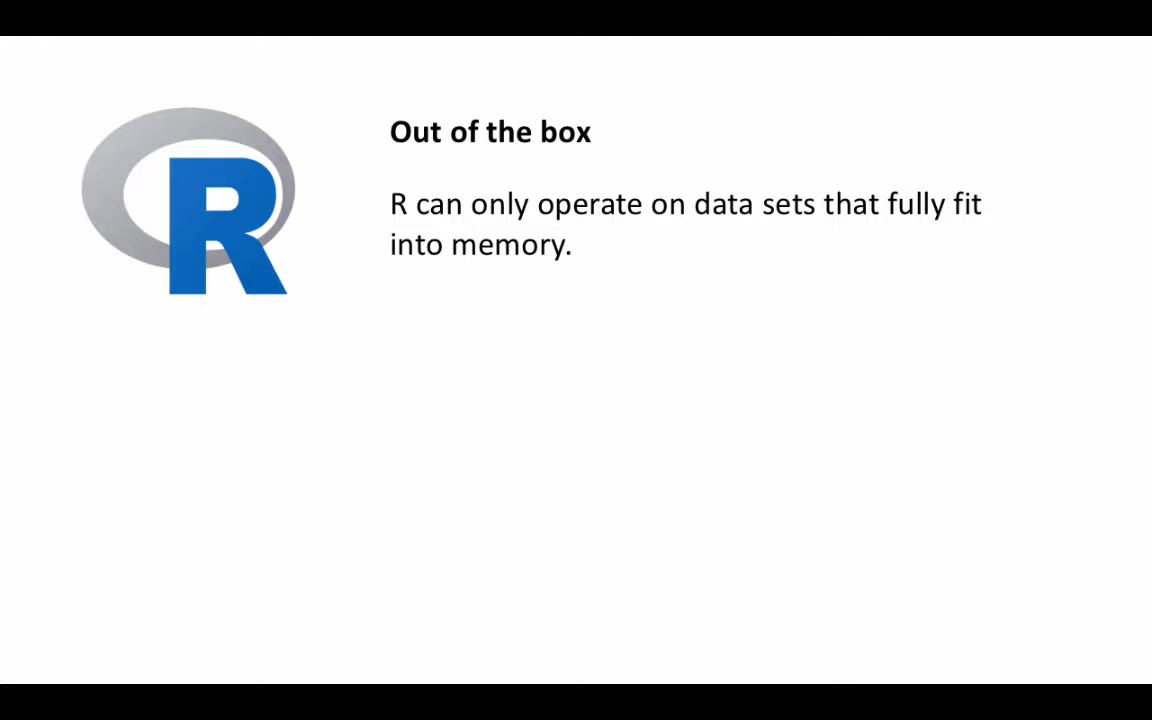 R
Out of the box
R can only operate on data sets that fully fit
into memory.